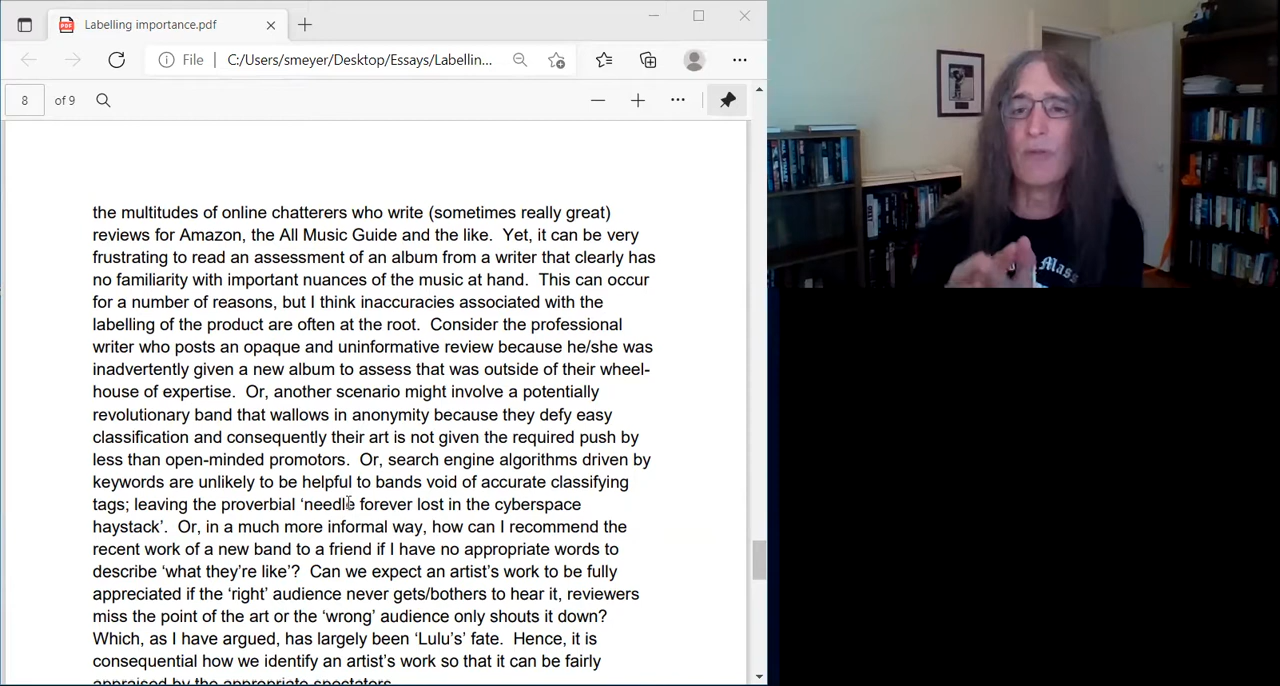 Labelling importance.pdf
File
C:/Users/smeyer/Desktop/Essays/Labellin...
8 of 9
the multitudes of online chatterers who write (sometimes really great)
reviews for Amazon, the All Music Guide and the like.  Yet, it can be very
frustrating to read an assessment of an album from a writer that clearly has
no familiarity with important nuances of the music at hand.  This can occur
for a number of reasons, but I think inaccuracies associated with the
labelling of the product are often at the root.  Consider the professional
writer who posts an opaque and uninformative review because he/she was
inadvertently given a new album to assess that was outside of their wheel-
house of expertise.  Or, another scenario might involve a potentially
revolutionary band that wallows in anonymity because they defy easy
classification and consequently their art is not given the required push by
less than open-minded promotors.  Or, search engine algorithms driven by
keywords are unlikely to be helpful to bands void of accurate classifying
tags; leaving the proverbial ‘needle forever lost in the cyberspace
haystack’.  Or, in a much more informal way, how can I recommend the
recent work of a new band to a friend if I have no appropriate words to
describe ‘what they’re like’?  Can we expect an artist’s work to be fully
appreciated if the ‘right’ audience never gets/bothers to hear it, reviewers
miss the point of the art or the ‘wrong’ audience only shouts it down?
Which, as I have argued, has largely been ‘Lulu’s’ fate.  Hence, it is
consequential how we identify an artist’s work so that it can be fairly
appraised by the appropriate spectators.
Mass